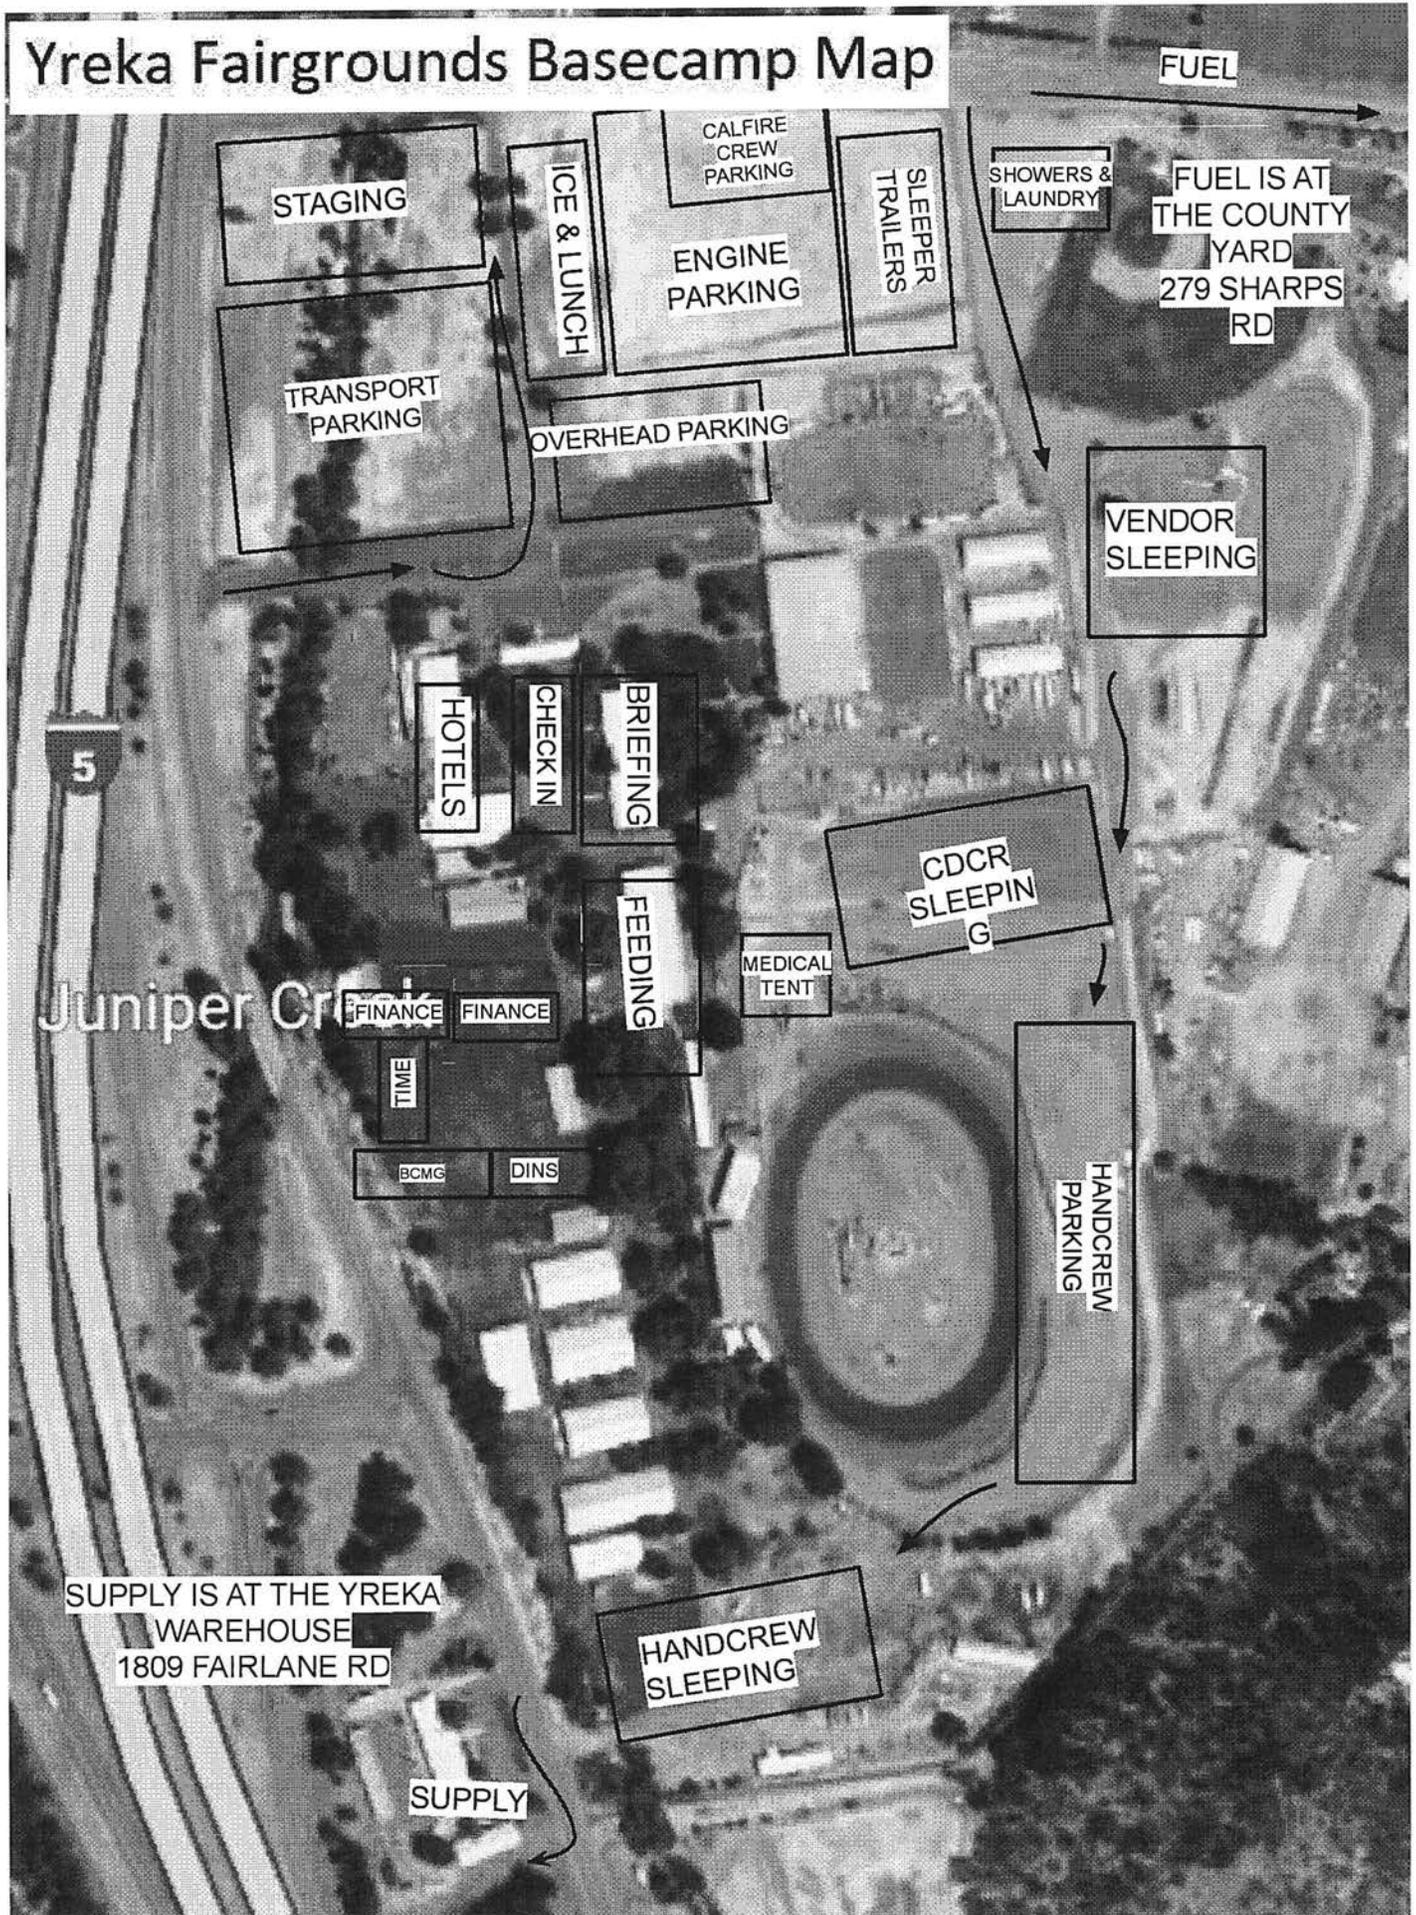 Yreka Fairgrounds Basecamp Map
FUEL
CALFIRE
CREW
PARKING
STAGING
ICE & LUNCH
ENGINE
PARKING
SLEEPER
TRAILERS
SHOWERS &
LAUNDRY
FUEL IS AT
THE COUNTY
YARD
279 SHARPS
RD
TRANSPORT
PARKING
OVERHEAD PARKING
VENDOR
SLEEPING
HOTELS
CHECK IN
BRIEFING
5
CDCR
SLEEPIN
G
FEEDING
MEDICAL
TENT
Juniper Creek
FINANCE
FINANCE
TIME
BCMG
DINS
HANDCREW
PARKING
SUPPLY IS AT THE YREKA
WAREHOUSE
1809 FAIRLANE RD
HANDCREW
SLEEPING
SUPPLY